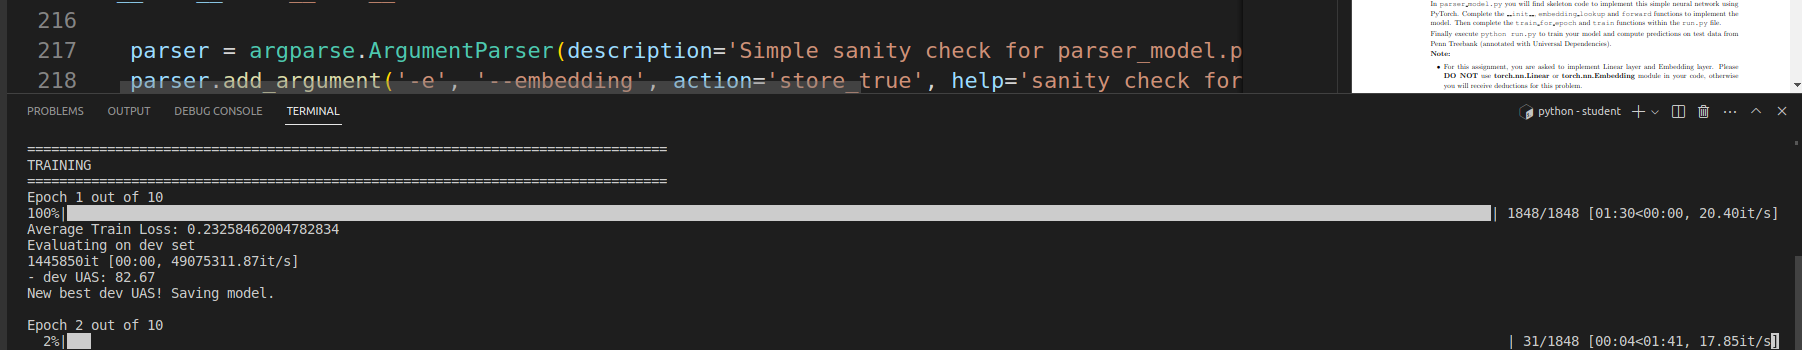 216
217 parser = argparse.ArgumentParser(description='Simple sanity check for parser_model.p
218 parser.add_argument('-e', '--embedding', action='store_true', help='sanity check for
In parser_model.py you will find skeleton code to implement this simple neural network using
PyTorch. Complete the __init__, embedding_lookup and forward functions to implement the
model. Then complete the train_for_epoch and train functions within the run.py file.
Finally execute python run.py to train your model and compute predictions on test data from
Penn Treebank (annotated with Universal Dependencies).
Note:
• For this assignment, you are asked to implement Linear layer and Embedding layer. Please
DO NOT use torch.nn.Linear or torch.nn.Embedding module in your code, otherwise
you will receive deductions for this problem.
PROBLEMS OUTPUT DEBUG CONSOLE TERMINAL python - student
================================================================================
TRAINING
================================================================================
Epoch 1 out of 10
100%| | 1848/1848 [01:30<00:00, 20.40it/s]
Average Train Loss: 0.23258462004782834
Evaluating on dev set
1445850it [00:00, 49075311.87it/s]
- dev UAS: 82.67
New best dev UAS! Saving model.
Epoch 2 out of 10
2%| | 31/1848 [00:04<01:41, 17.85it/s]